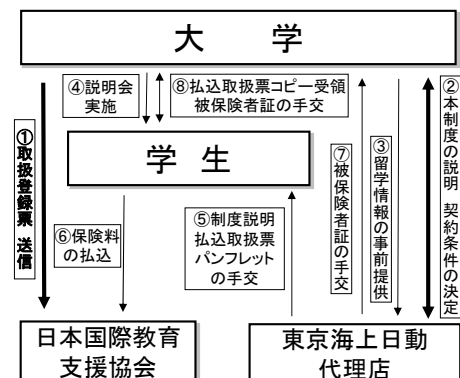 大　学
④説明会
実施
⑧払込取扱票コピー受領
被保険者証の手交
①取扱登録票 送信
学 生
②本制度の説明 契約条件の決定
③留学情報の事前提供
⑦被保険者証の手交
⑤制度説明
払込取扱票
パンフレット
の手交
⑥保険料
の払込
日本国際教育
支援協会
東京海上日動
代理店